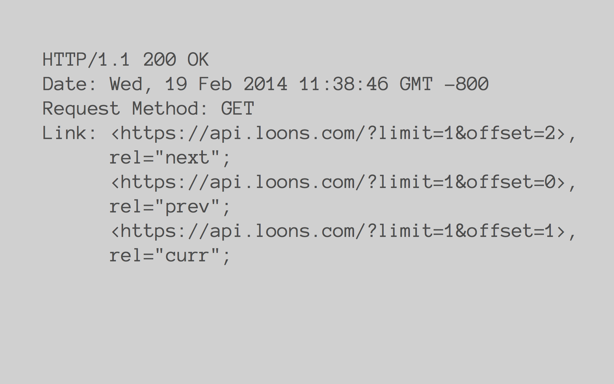 HTTP/1.1 200 OK
Date: Wed, 19 Feb 2014 11:38:46 GMT -800
Request Method: GET
Link: <https://api.loons.com/?limit=1&offset=2>,
rel="next";
<https://api.loons.com/?limit=1&offset=0>,
rel="prev";
<https://api.loons.com/?limit=1&offset=1>,
rel="curr";